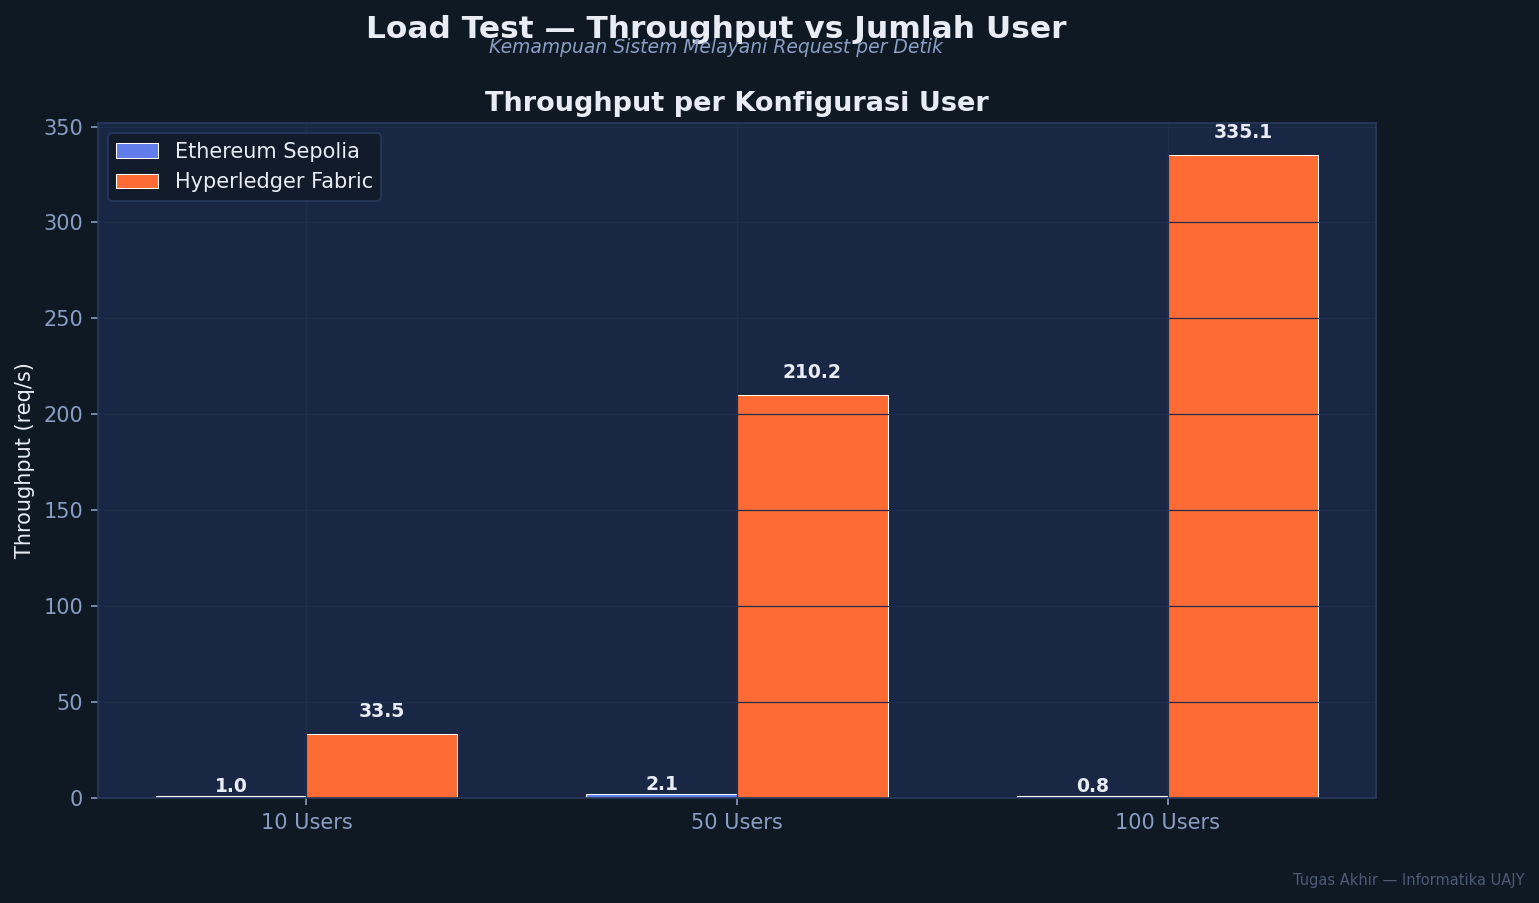 Load Test — Throughput vs Jumlah User
Kemampuan Sistem Melayani Request per Detik
Throughput per Konfigurasi User
Ethereum Sepolia
Hyperledger Fabric
Throughput (req/s)
350
300
250
200
150
100
50
0
1.0
33.5
2.1
210.2
0.8
335.1
10 Users
50 Users
100 Users
Tugas Akhir — Informatika UAJY